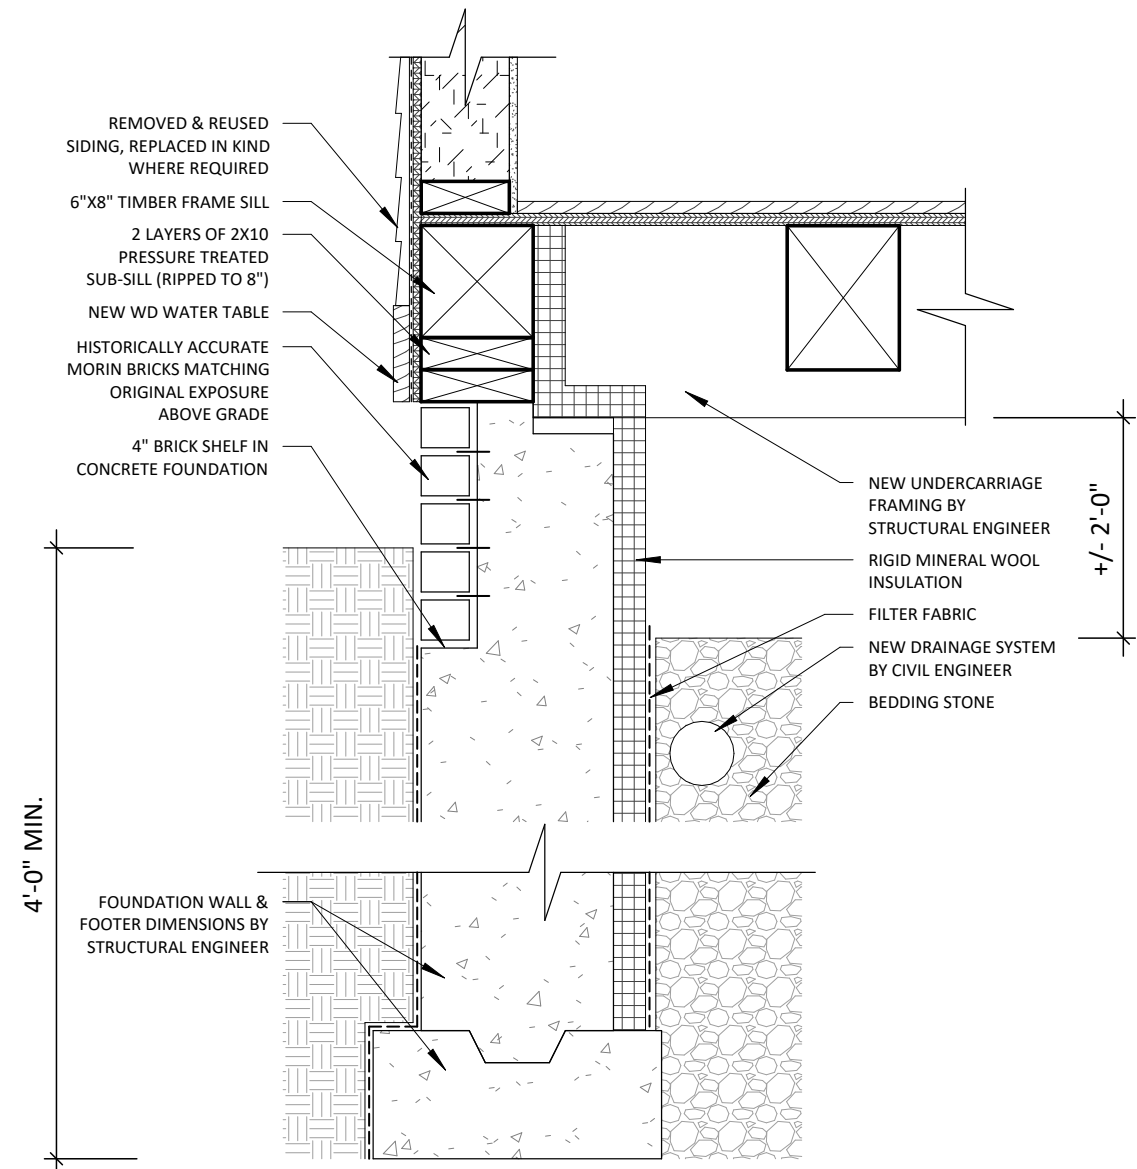 REMOVED & REUSED
SIDING, REPLACED IN KIND
WHERE REQUIRED
6"X8" TIMBER FRAME SILL
2 LAYERS OF 2X10
PRESSURE TREATED
SUB-SILL (RIPPED TO 8")
NEW WD WATER TABLE
HISTORICALLY ACCURATE
MORIN BRICKS MATCHING
ORIGINAL EXPOSURE
ABOVE GRADE
4" BRICK SHELF IN
CONCRETE FOUNDATION
4'-0" MIN.
FOUNDATION WALL &
FOOTER DIMENSIONS BY
STRUCTURAL ENGINEER
NEW UNDERCARRIAGE
FRAMING BY
STRUCTURAL ENGINEER
RIGID MINERAL WOOL
INSULATION
FILTER FABRIC
NEW DRAINAGE SYSTEM
BY CIVIL ENGINEER
BEDDING STONE
+/- 2'-0"